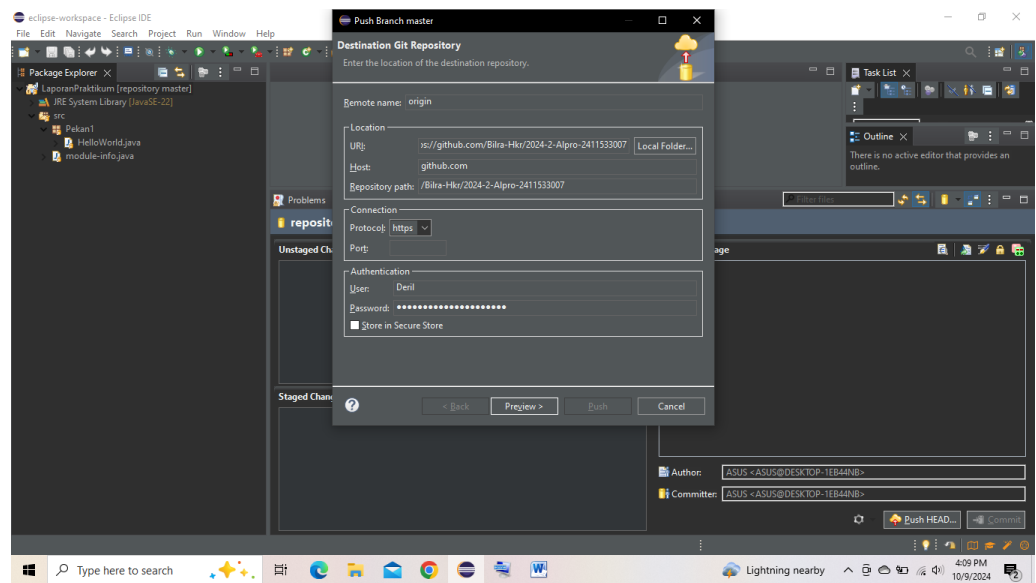 eclipse-workspace - Eclipse IDE
File Edit Navigate Search Project Run Window Help
Package Explorer
LaporanPraktikum [repository master]
JRE System Library [JavaSE-22]
src
Pekan1
HelloWorld.java
module-info.java
Push Branch master
Destination Git Repository
Enter the location of the destination repository.
Remote name: origin
Location
URI: ps://github.com/Bilra-Hkr/2024-2-Alpro-2411533007 Local Folder...
Host: github.com
Repository path: /Bilra-Hkr/2024-2-Alpro-2411533007
Connection
Protocol: https
Port:
Authentication
User: Deril
Password: ●●●●●●●●●●●●●●●●●●●●●
Store in Secure Store
< Back Preview > Push Cancel
Task List
Outline
There is no active editor that provides an
outline.
Problems
Filter files
reposit
Unstaged Cha
age
Staged Chan
Author: ASUS <ASUS@DESKTOP-1EB44NB>
Committer: ASUS <ASUS@DESKTOP-1EB44NB>
Push HEAD... Commit
Type here to search
Lightning nearby
4:09 PM
10/9/2024